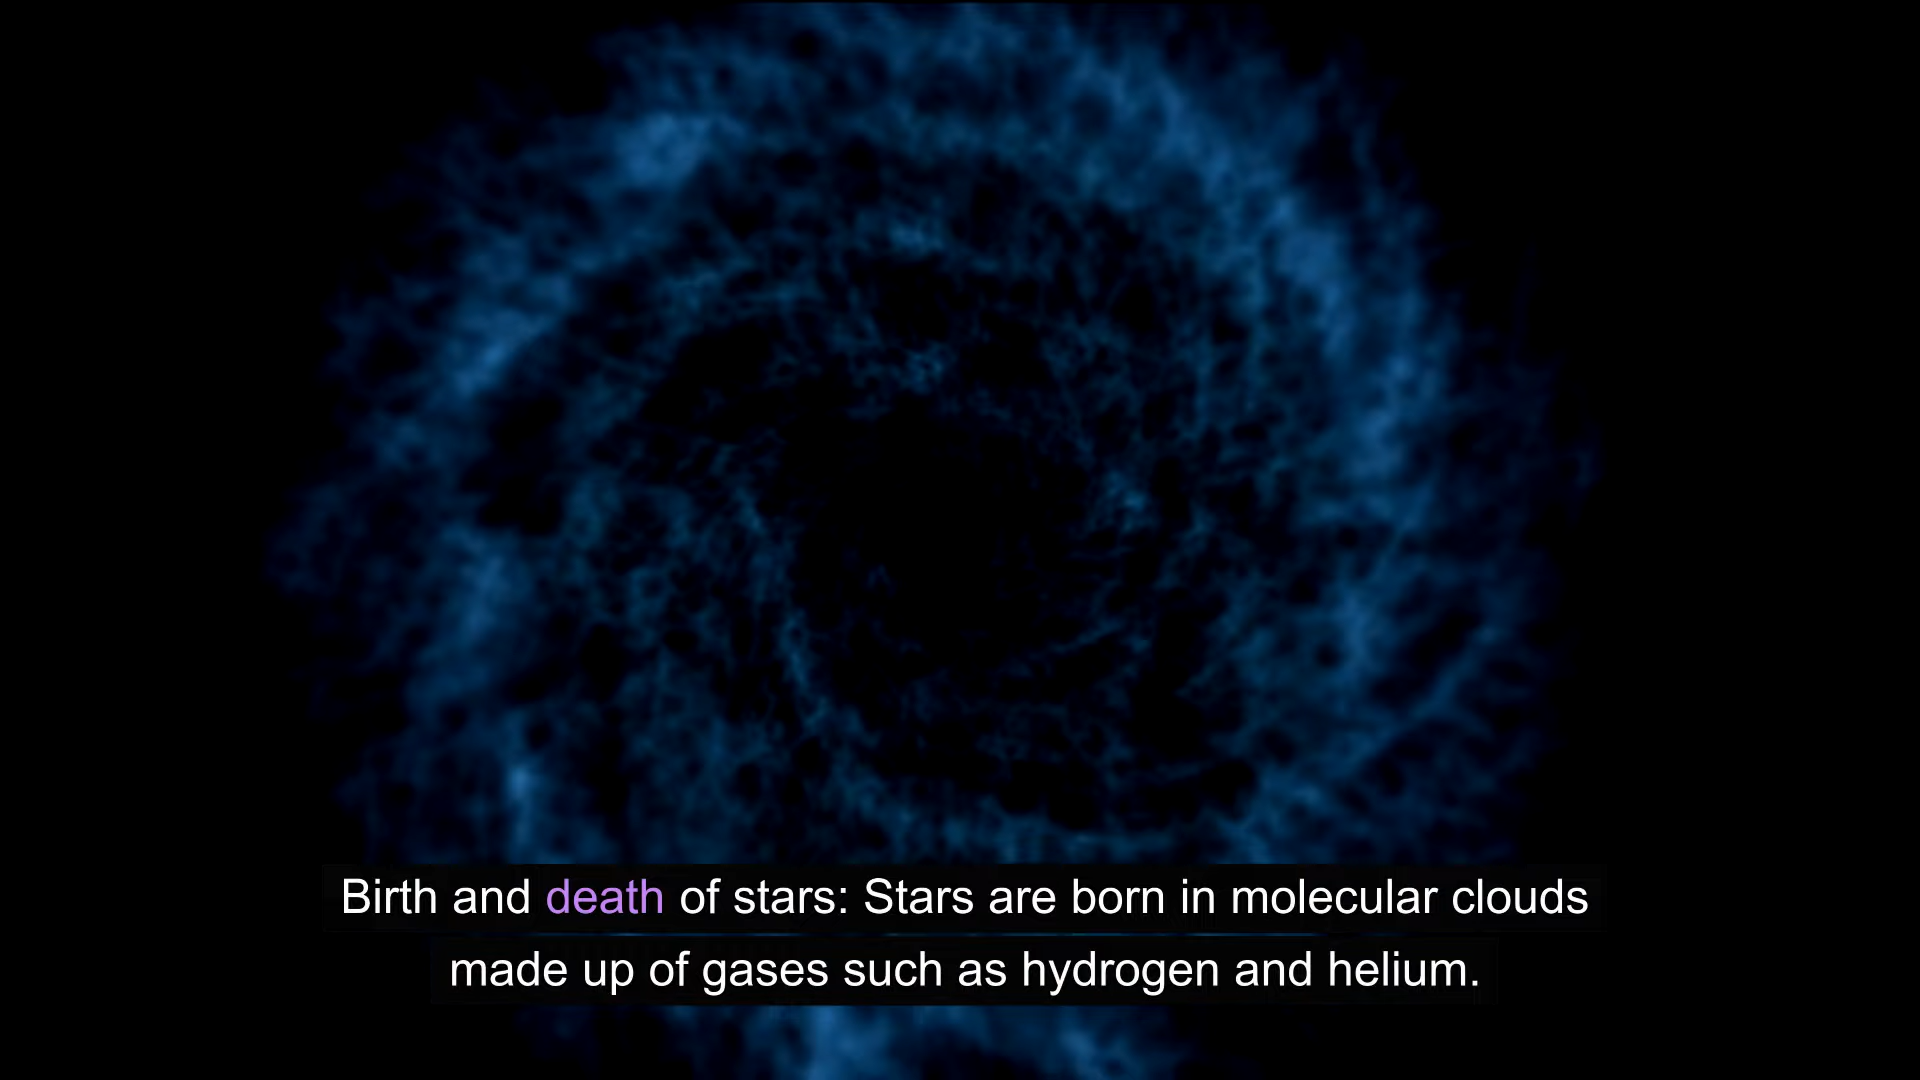 Birth and death of stars: Stars are born in molecular clouds
made up of gases such as hydrogen and helium.